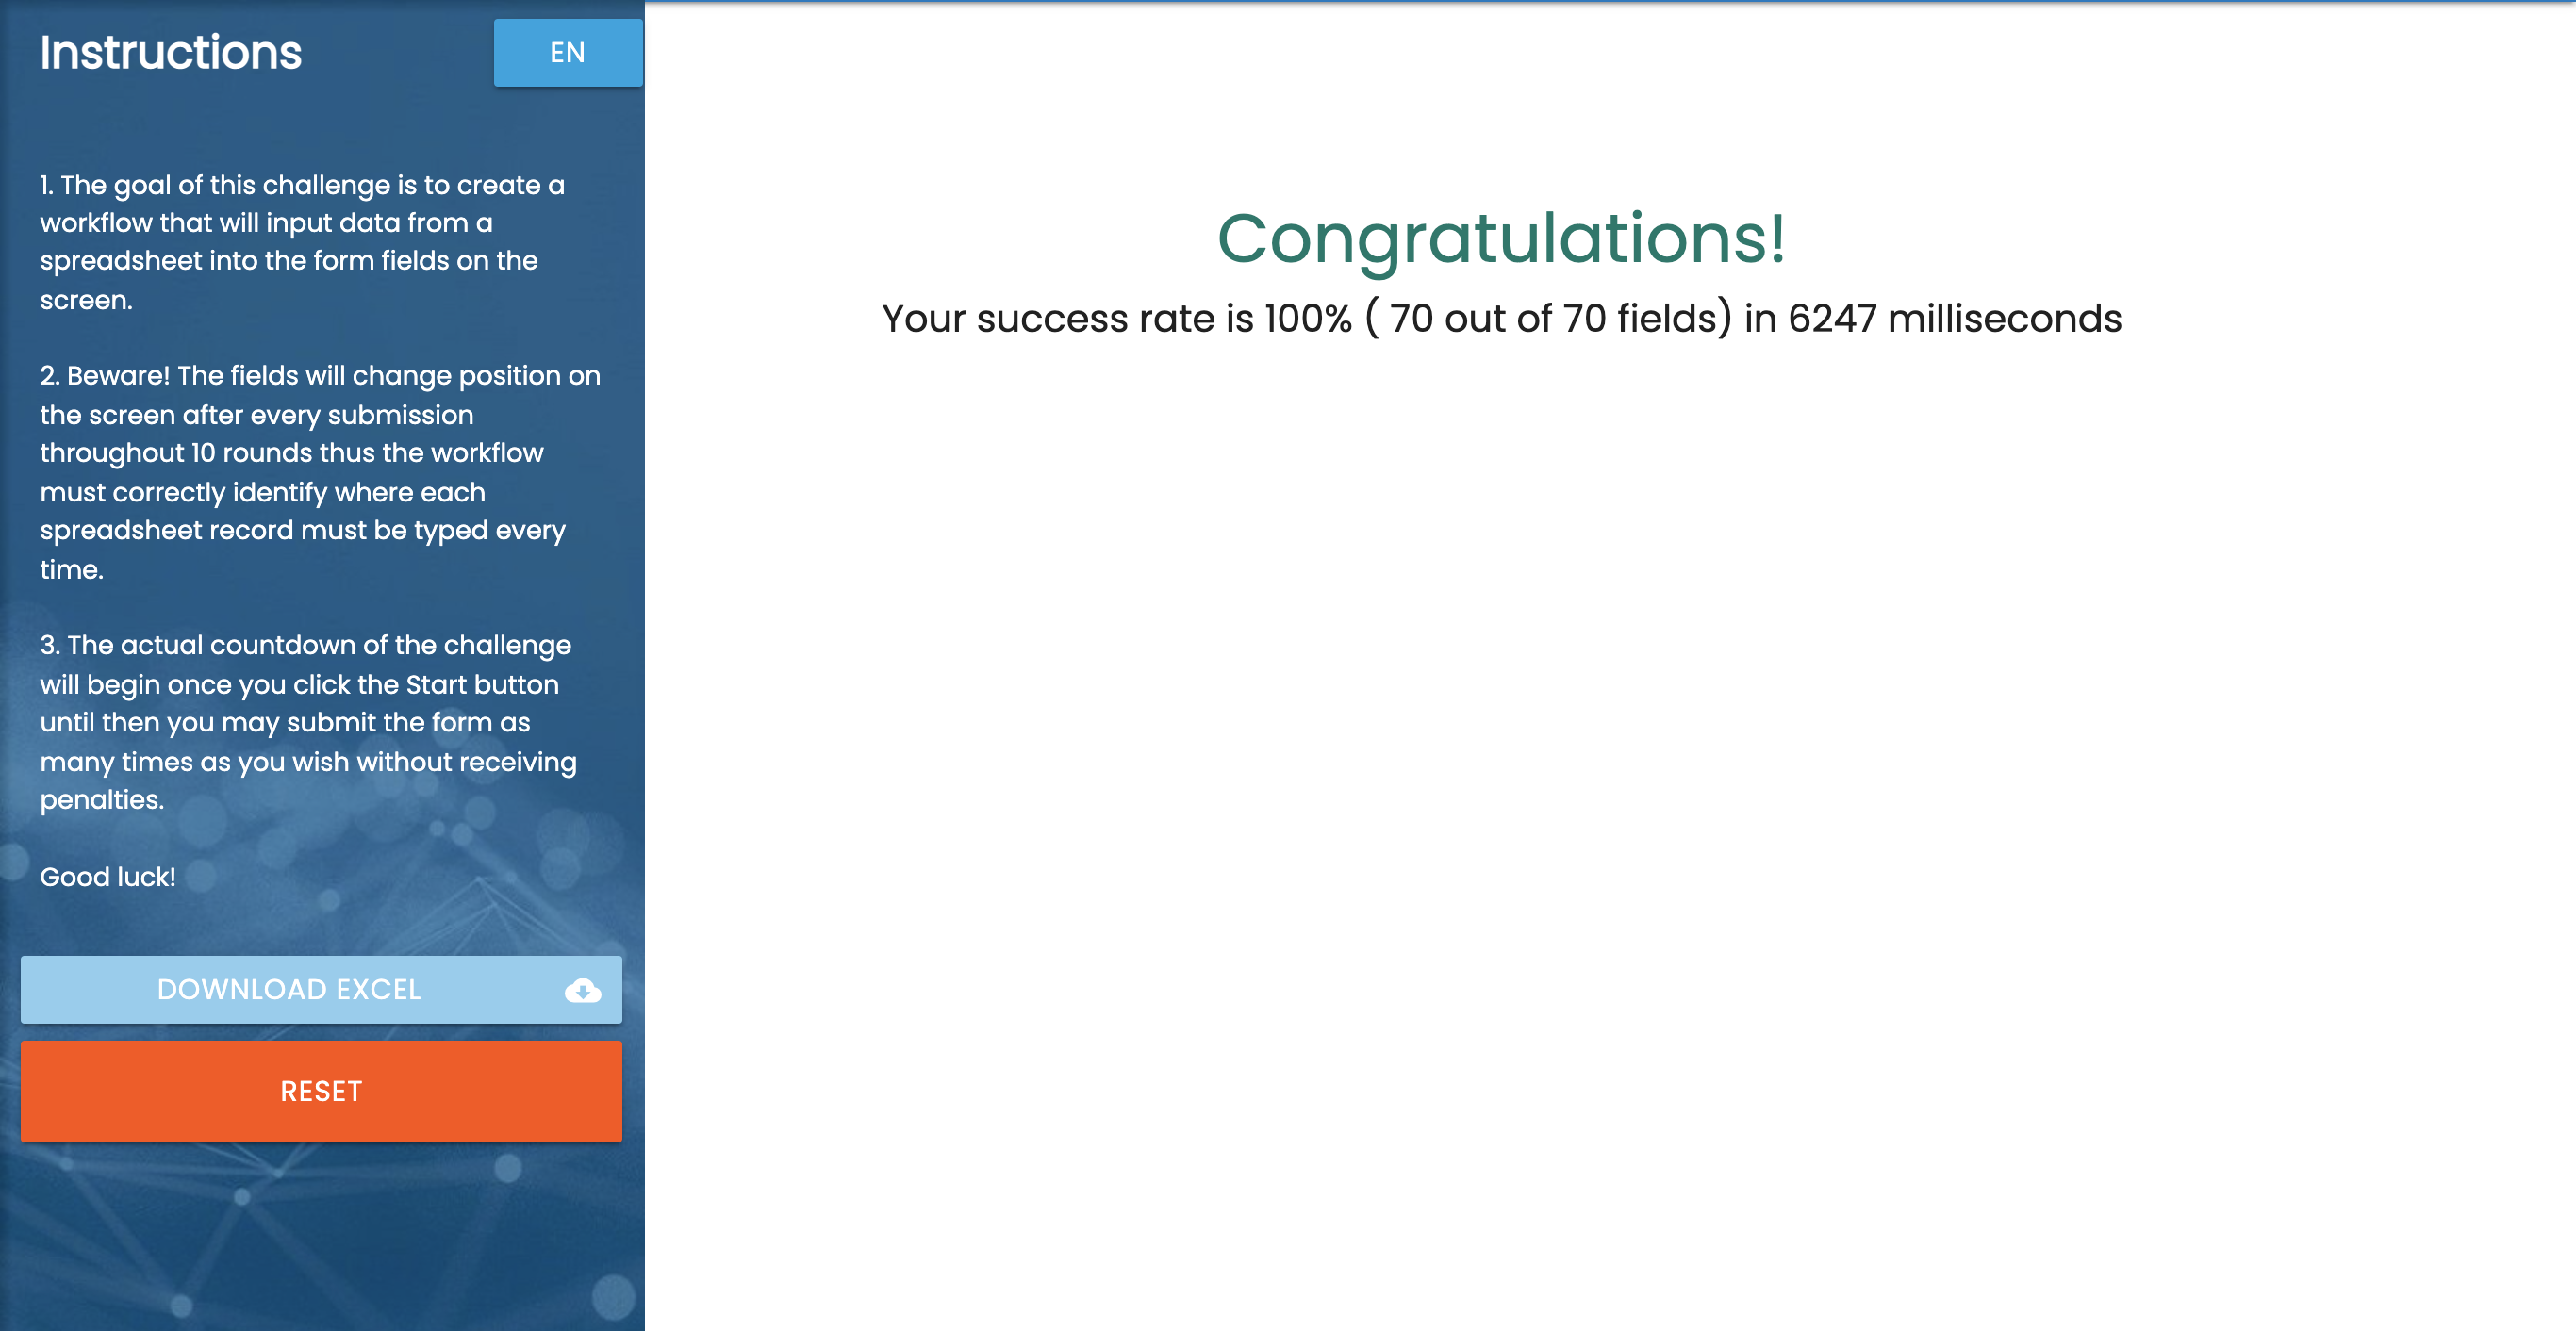 Instructions
EN
1. The goal of this challenge is to create a
workflow that will input data from a
spreadsheet into the form fields on the
screen.
2. Beware! The fields will change position on
the screen after every submission
throughout 10 rounds thus the workflow
must correctly identify where each
spreadsheet record must be typed every
time.
3. The actual countdown of the challenge
will begin once you click the Start button
until then you may submit the form as
many times as you wish without receiving
penalties.
Good luck!
DOWNLOAD EXCEL
RESET
Congratulations!
Your success rate is 100% ( 70 out of 70 fields) in 6247 milliseconds